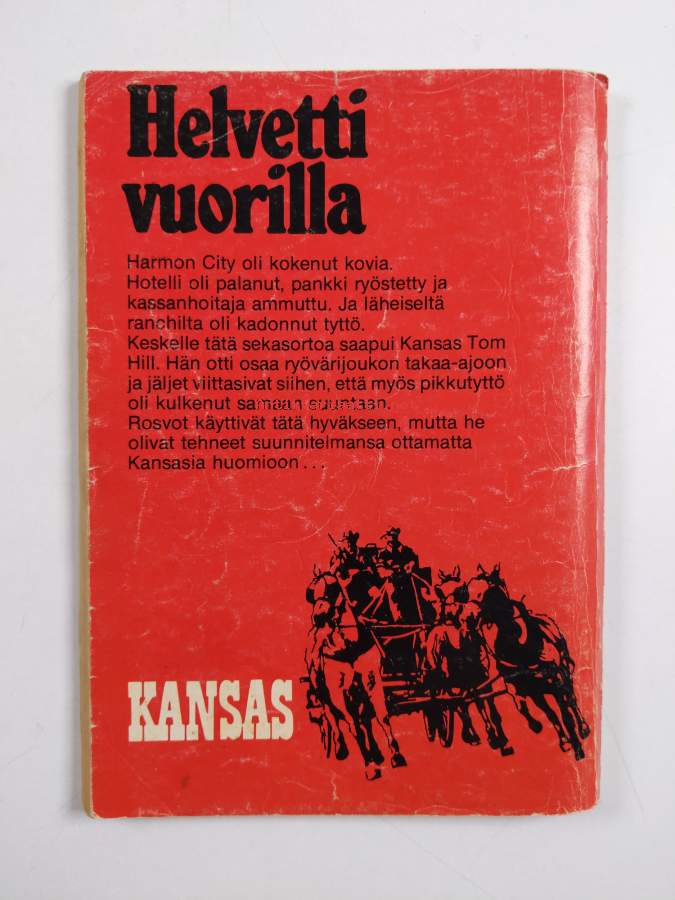 Helvetti
vuorilla
Harmon City oli kokenut kovia.
Hotelli oli palanut, pankki ryöstetty ja
kassanhoitaja ammuttu. Ja läheiseltä
ranchilta oli kadonnut tyttö.
Keskelle tätä sekasortoa saapui Kansas Tom
Hill. Hän otti osaa ryövärijoukon takaa-ajoon
ja jäljet viittasivat siihen, että myös pikkutyttö
oli kulkenut samaan suuntaan.
Rosvot käyttivät tätä hyväkseen, mutta he
olivat tehneet suunnitelmansa ottamatta
Kansasia huomioon...
KANSAS